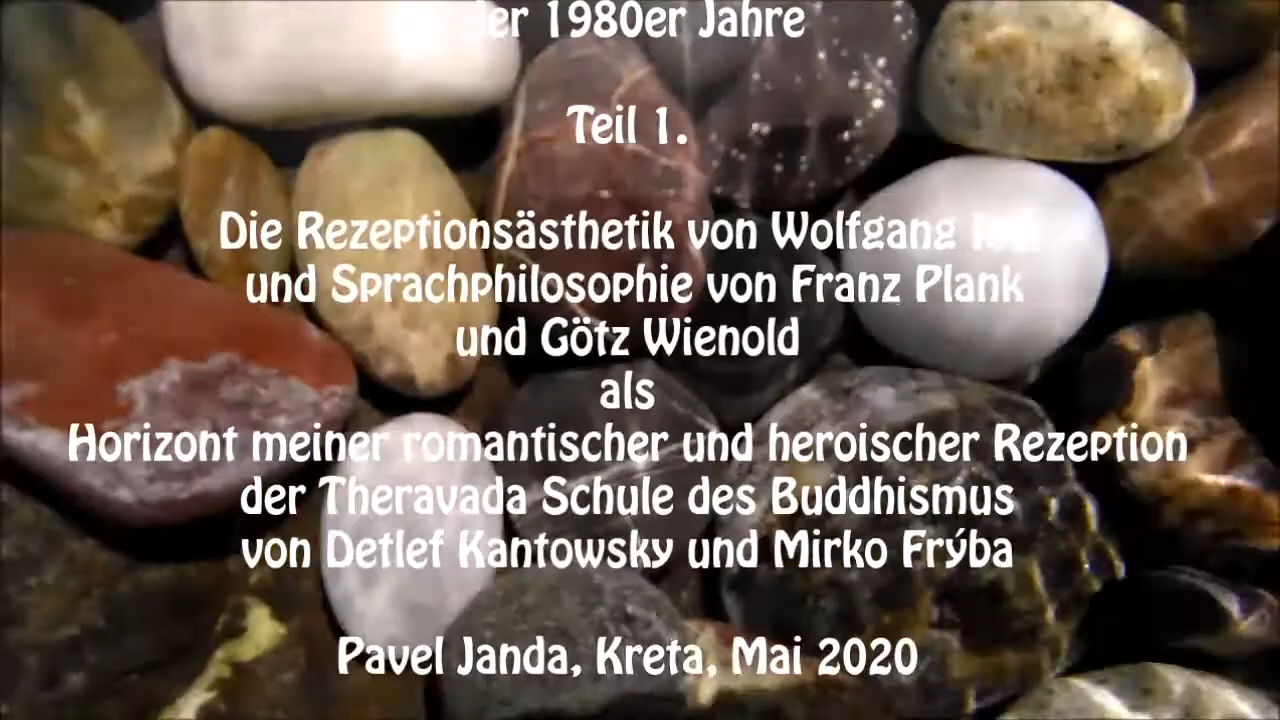 der 1980er Jahre
Teil 1.
Die Rezeptionsästhetik von Wolfgang
und Sprachphilosophie von Franz Plank
und Götz Wienold
als
Horizont meiner romantischer und heroischer Rezeption
der Theravada Schule des Buddhismus
von Detlef Kantowsky und Mirko Frýba
Pavel Janda, Kreta, Mai 2020